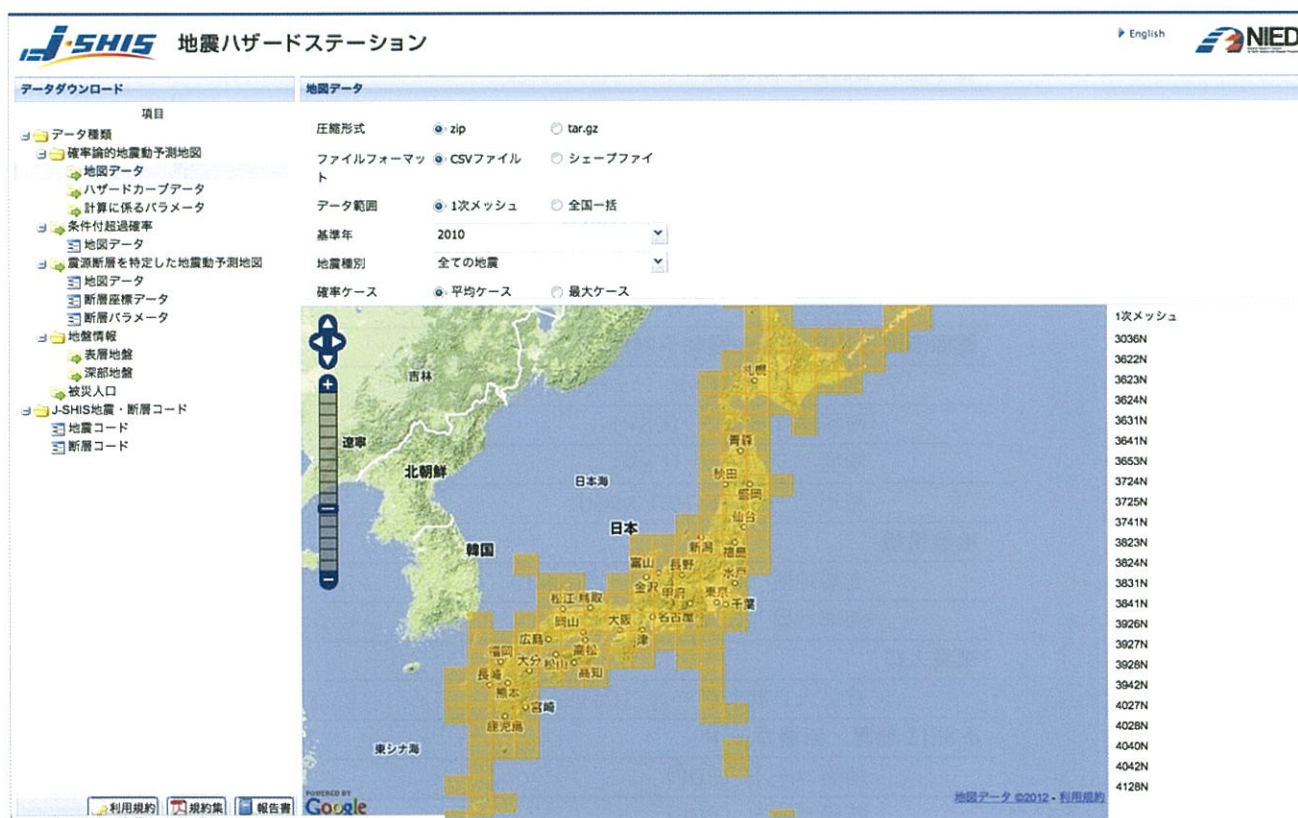 J-SHIS 地震ハザードステーション
English
NIED
データダウンロード
項目
データ種類
確率論的地震動予測地図
地図データ
ハザードカーブデータ
計算に係るパラメータ
条件付超過確率
地図データ
震源断層を特定した地震動予測地図
地図データ
断層座標データ
断層パラメータ
地盤情報
表層地盤
深部地盤
被災人口
J-SHIS地震・断層コード
地震コード
断層コード
利用規約 規約集 報告書
地図データ
圧縮形式 zip tar.gz
ファイルフォーマッ CSVファイル シェープファイ
ト
データ範囲 1次メッシュ 全国一括
基準年 2010
地震種別 全ての地震
確率ケース 平均ケース 最大ケース
札幌
吉林
青森
遼寧
北朝鮮
秋田
日本海
盛岡
仙台
日本
韓国
新潟
福島
富山 長野
水戸
金沢 甲府 東京
千葉
松江 鳥取
岡山 大阪 名古屋
広島 津
福岡 大分 松山 高松
長崎 高知
熊本
宮崎
鹿児島
東シナ海
POWERED BY
Google
地図データ ©2012 - 利用規約
1次メッシュ
3036N
3622N
3623N
3624N
3631N
3641N
3653N
3724N
3725N
3741N
3823N
3824N
3831N
3841N
3926N
3927N
3928N
3942N
4027N
4028N
4040N
4042N
4128N